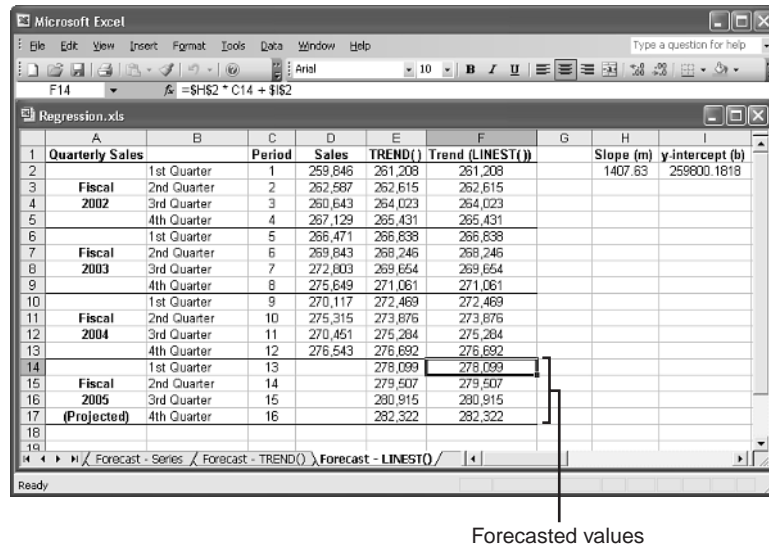 Microsoft Excel
File Edit View Insert Format Tools Data Window Help Type a question for help
Arial 10 B I U
F14 fx =$H$2 * C14 + $I$2
Regression.xls
A B C D E F G H I
1 Quarterly Sales Period Sales TREND() Trend (LINEST()) Slope (m) y-intercept (b)
2 1st Quarter 1 259,846 261,208 261,208 1407.63 259800.1818
3 Fiscal 2nd Quarter 2 262,587 262,615 262,615
4 2002 3rd Quarter 3 260,643 264,023 264,023
5 4th Quarter 4 267,129 265,431 265,431
6 1st Quarter 5 266,471 266,838 266,838
7 Fiscal 2nd Quarter 6 269,843 268,246 268,246
8 2003 3rd Quarter 7 272,803 269,654 269,654
9 4th Quarter 8 275,649 271,061 271,061
10 1st Quarter 9 270,117 272,469 272,469
11 Fiscal 2nd Quarter 10 275,315 273,876 273,876
12 2004 3rd Quarter 11 270,451 275,284 275,284
13 4th Quarter 12 276,543 276,692 276,692
14 1st Quarter 13 278,099 278,099
15 Fiscal 2nd Quarter 14 279,507 279,507
16 2005 3rd Quarter 15 280,915 280,915
17 (Projected) 4th Quarter 16 282,322 282,322
18
19
Forecast - Series / Forecast - TREND() \ Forecast - LINEST() /
Ready
Forecasted values